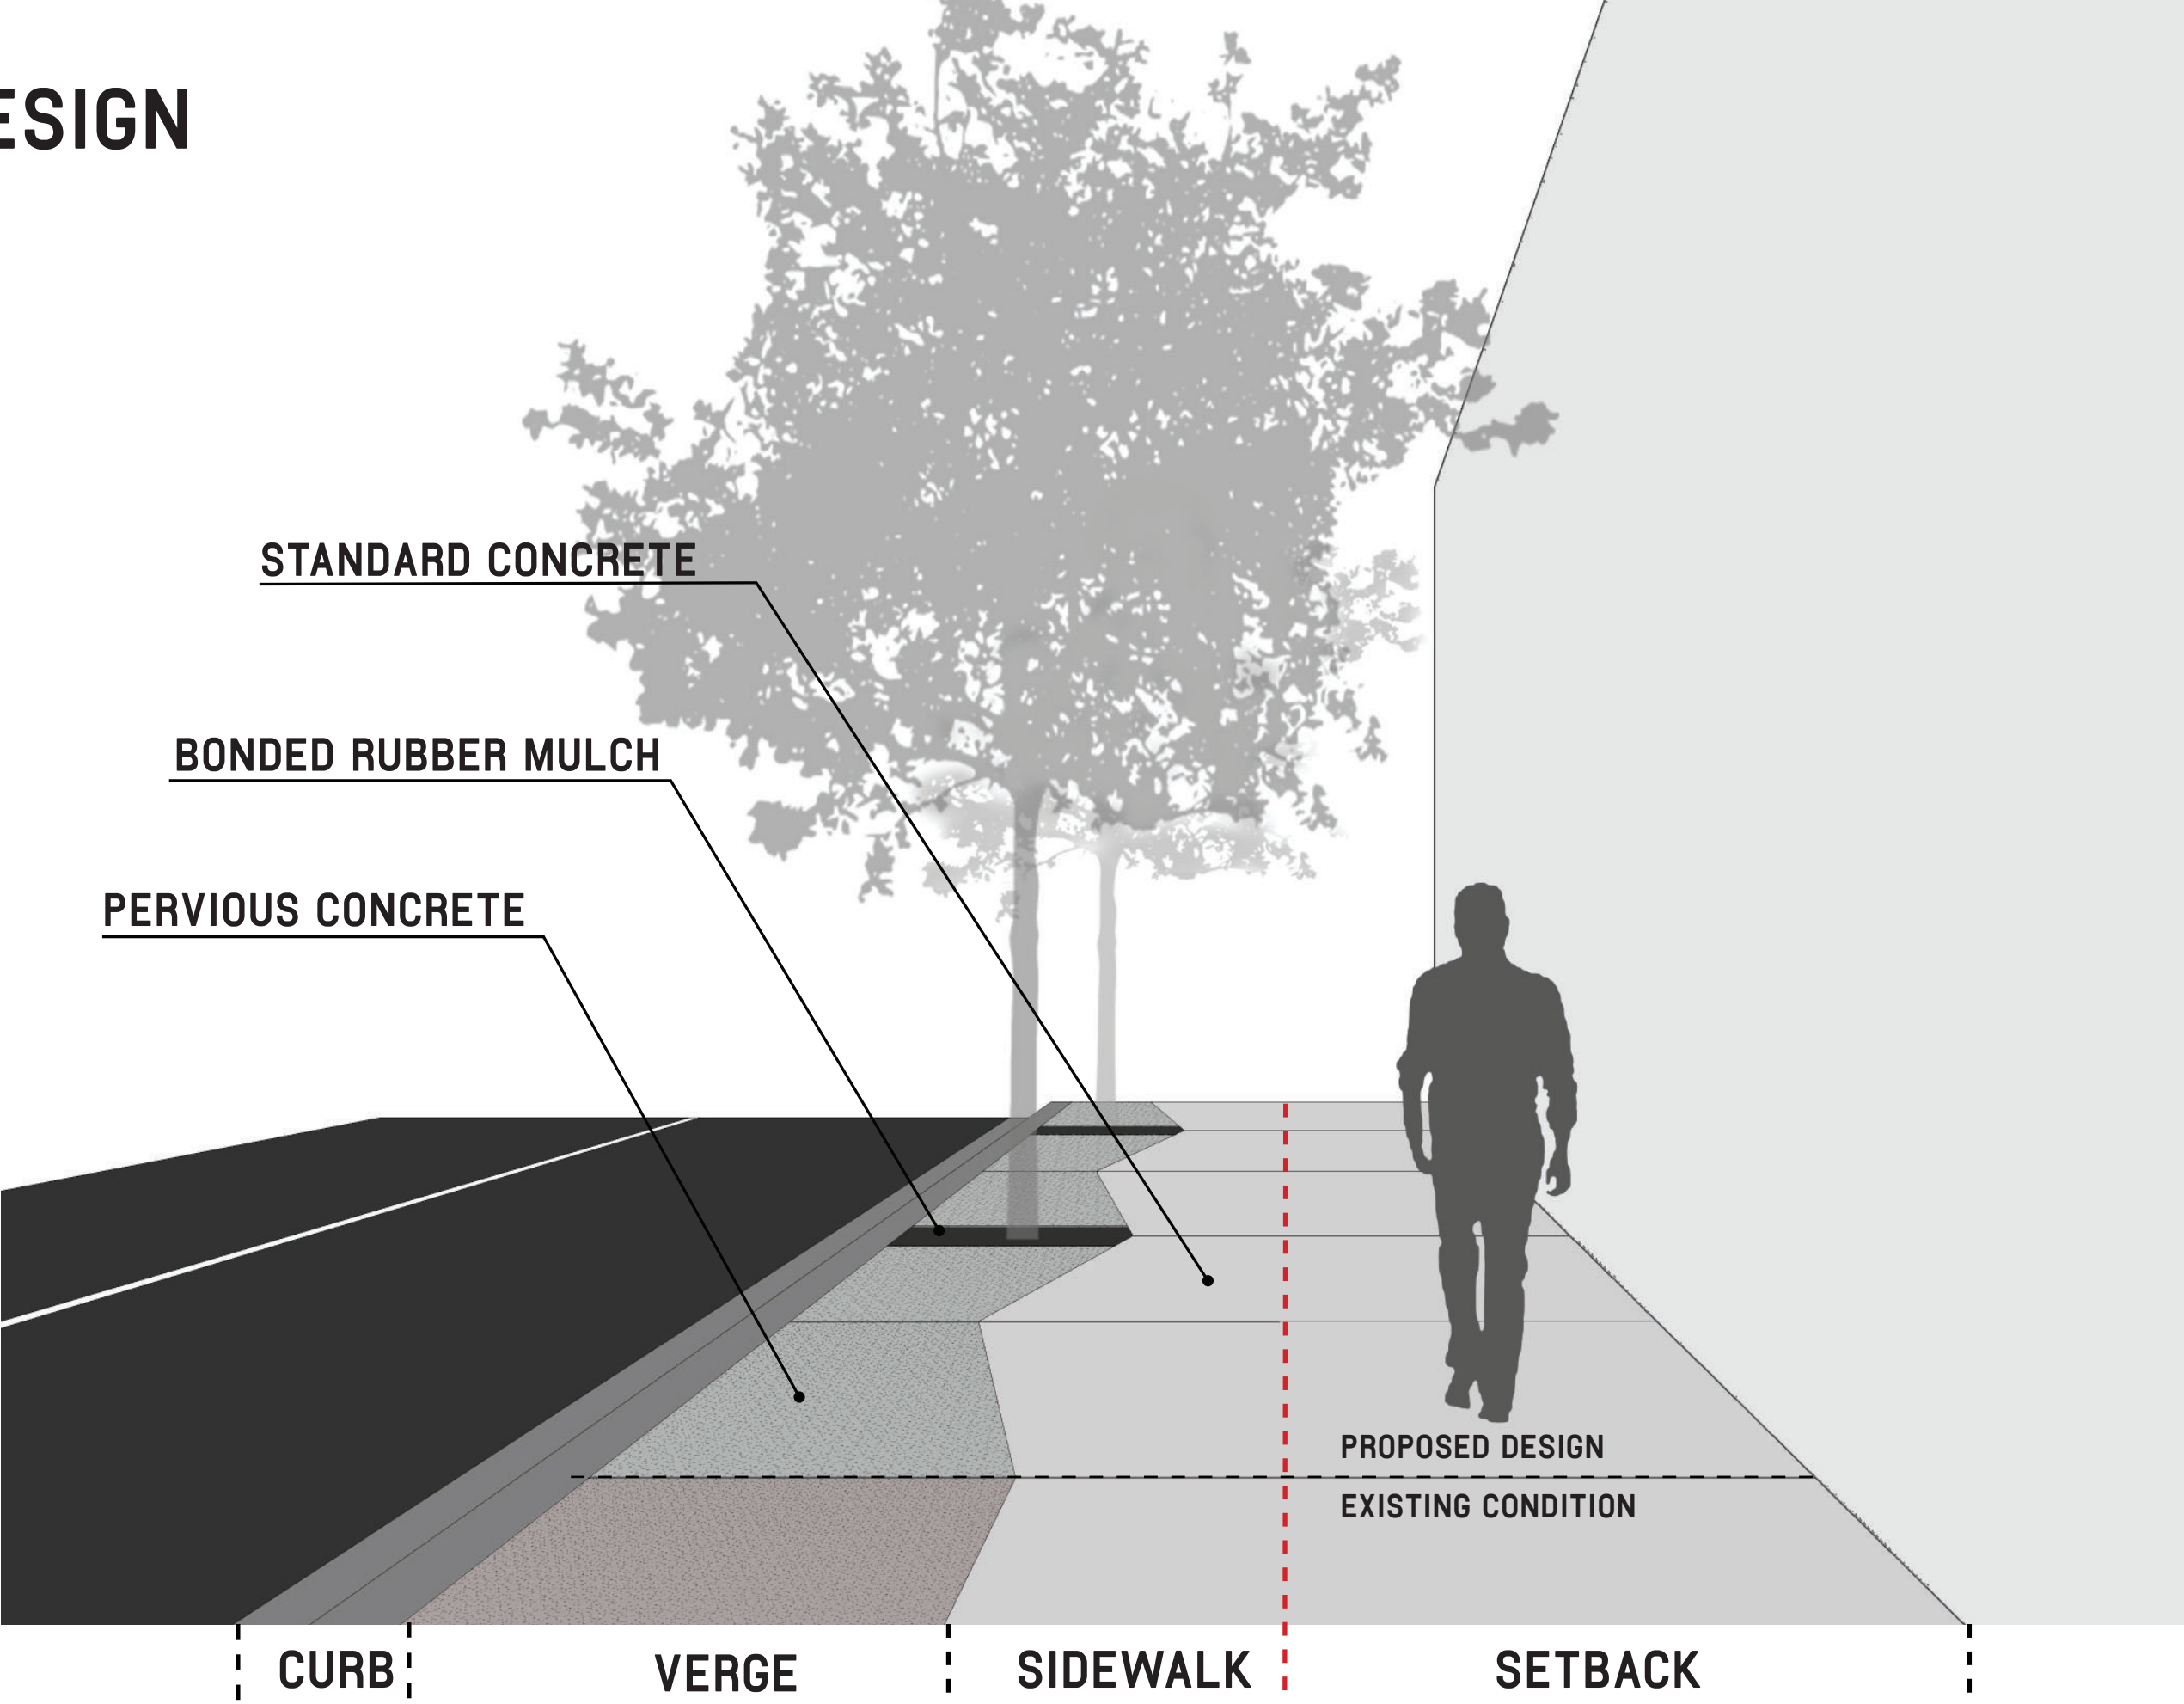 ESIGN
STANDARD CONCRETE
BONDED RUBBER MULCH
PERVIOUS CONCRETE
PROPOSED DESIGN
EXISTING CONDITION
CURB
VERGE
SIDEWALK
SETBACK